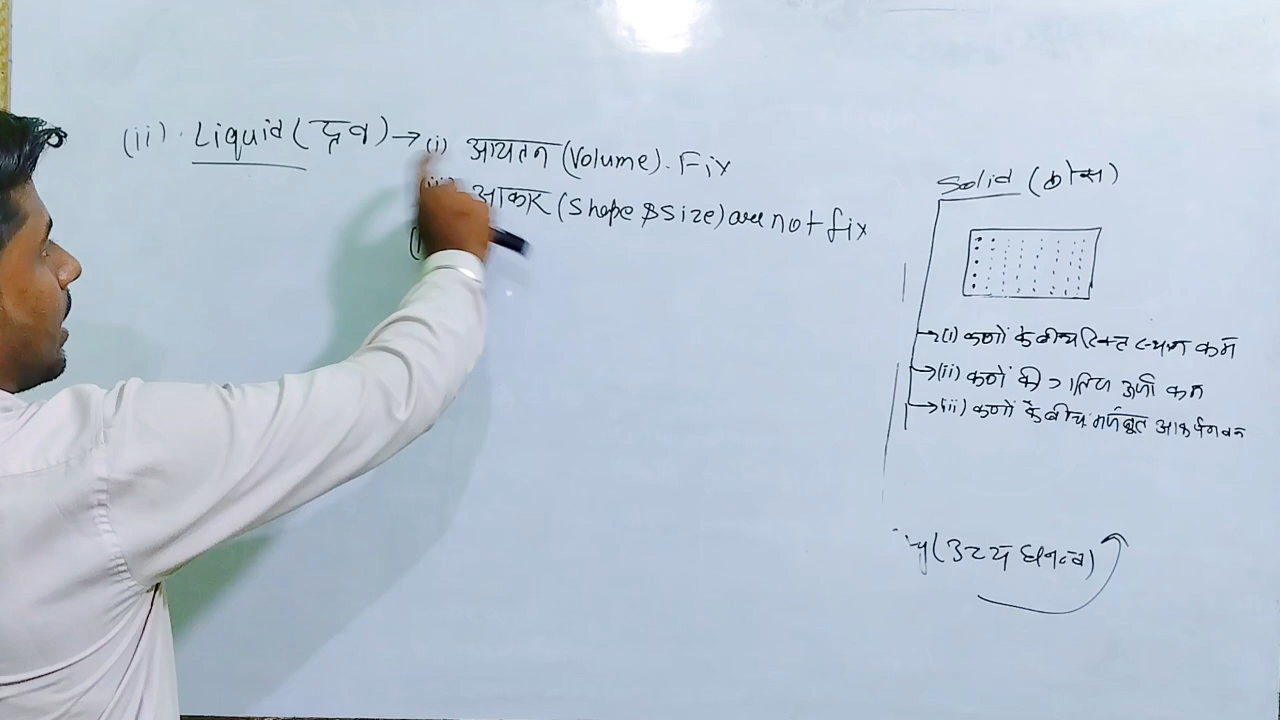 (ii). Liquid (द्रव) → (i) आयतन (Volume). Fix
आकार (Shape & Size) are not fix
Solid (ठोस)
→ (i) कणों के बीच रिक्त स्थान कम
→ (ii) कणों की गतिज ऊर्जा कम
→ (iii) कणों के बीच मजबूत आकर्षण बल
(उच्य घनत्व)